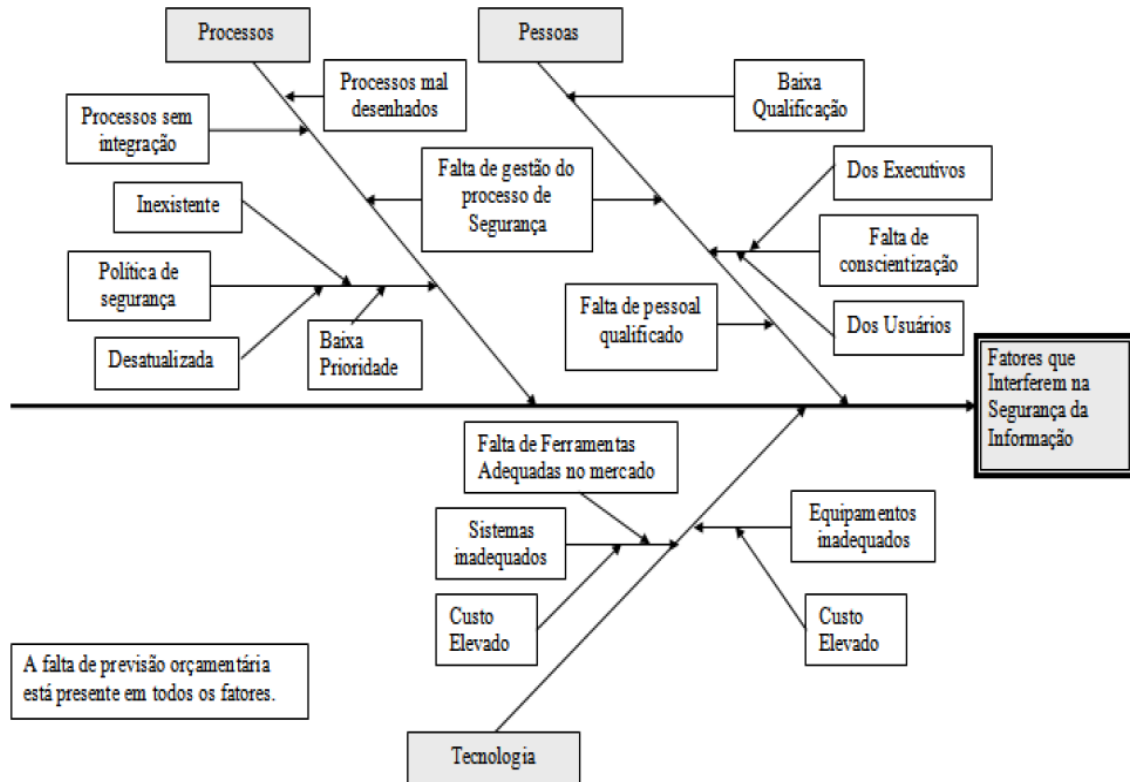 Processos
Pessoas
Processos mal
desenhados
Baixa
Qualificação
Processos sem
integração
Falta de gestão do
processo de
Segurança
Dos Executivos
Inexistente
Falta de
conscientização
Política de
segurança
Falta de pessoal
qualificado
Dos Usuários
Desatualizada
Baixa
Prioridade
Fatores que
Interferem na
Segurança da
Informação
Falta de Ferramentas
Adequadas no mercado
Sistemas
inadequados
Equipamentos
inadequados
Custo
Elevado
Custo
Elevado
A falta de previsão orçamentária
está presente em todos os fatores.
Tecnologia